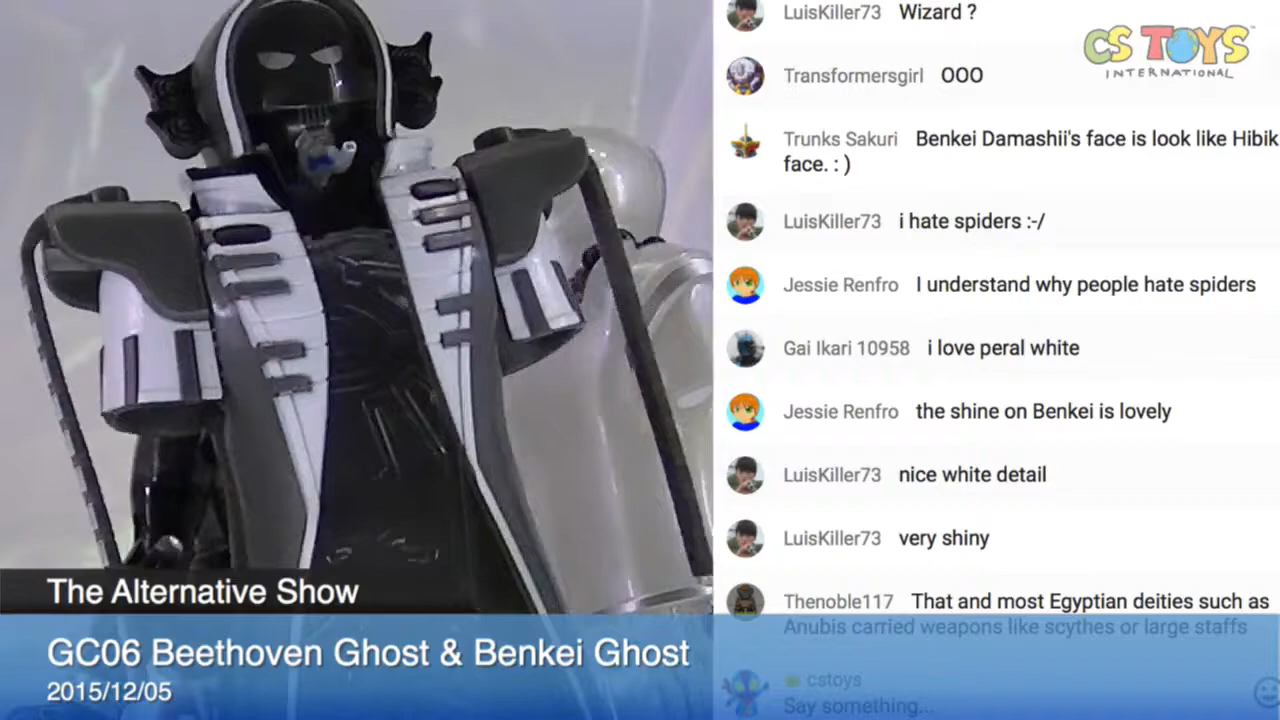 LuisKiller73 Wizard ?
CS TOYS
INTERNATIONAL
Transformersgirl OOO
Trunks Sakuri Benkei Damashii's face is look like Hibik
face. : )
LuisKiller73 i hate spiders :-/
Jessie Renfro I understand why people hate spiders
Gai Ikari 10958 i love peral white
Jessie Renfro the shine on Benkei is lovely
LuisKiller73 nice white detail
LuisKiller73 very shiny
Thenoble117 That and most Egyptian deities such as
Anubis carried weapons like scythes or large staffs
cstoys
Say something...
The Alternative Show
GC06 Beethoven Ghost & Benkei Ghost
2015/12/05